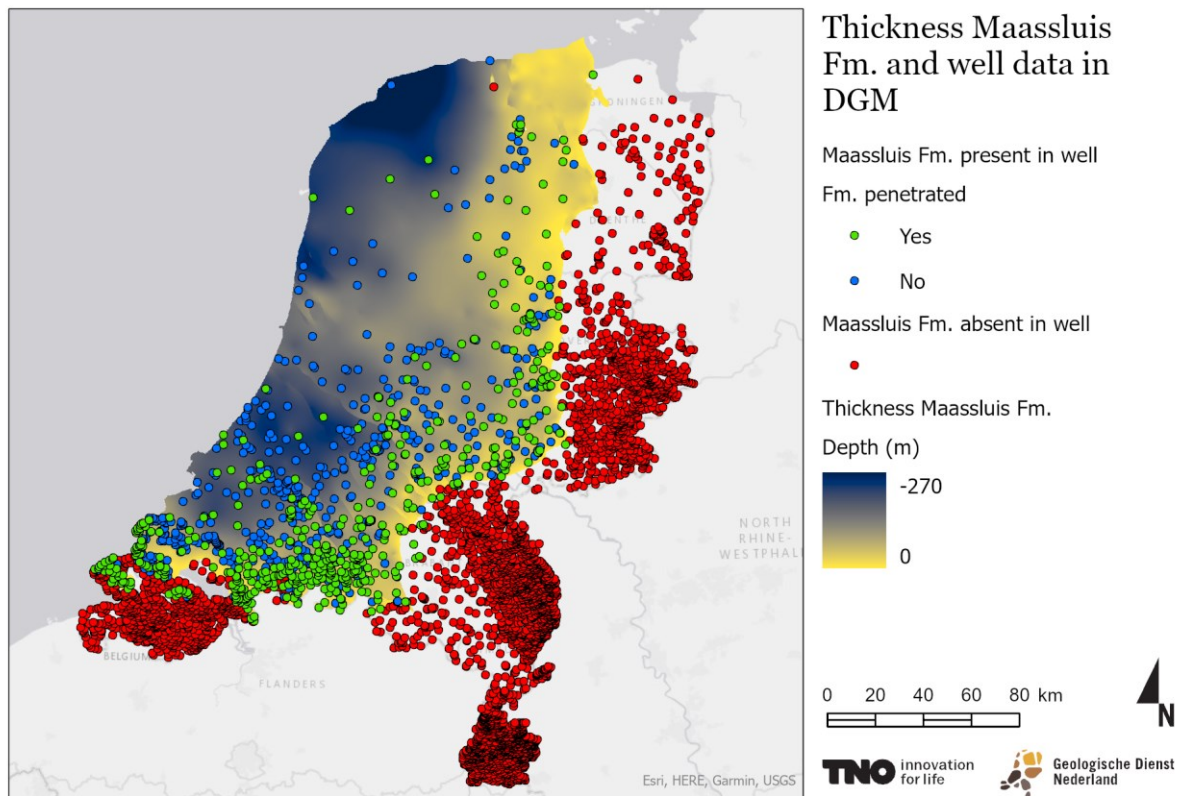 Thickness Maassluis
Fm. and well data in
DGM
Maassluis Fm. present in well
Fm. penetrated
Yes
No
Maassluis Fm. absent in well
Thickness Maassluis Fm.
Depth (m)
-270
0
0 20 40 60 80 km
N
TNO innovation
for life
Geologische Dienst
Nederland
NORTH
RHINE-
BELGIUM
FLANDERS
Esri, HERE, Garmin, USGS